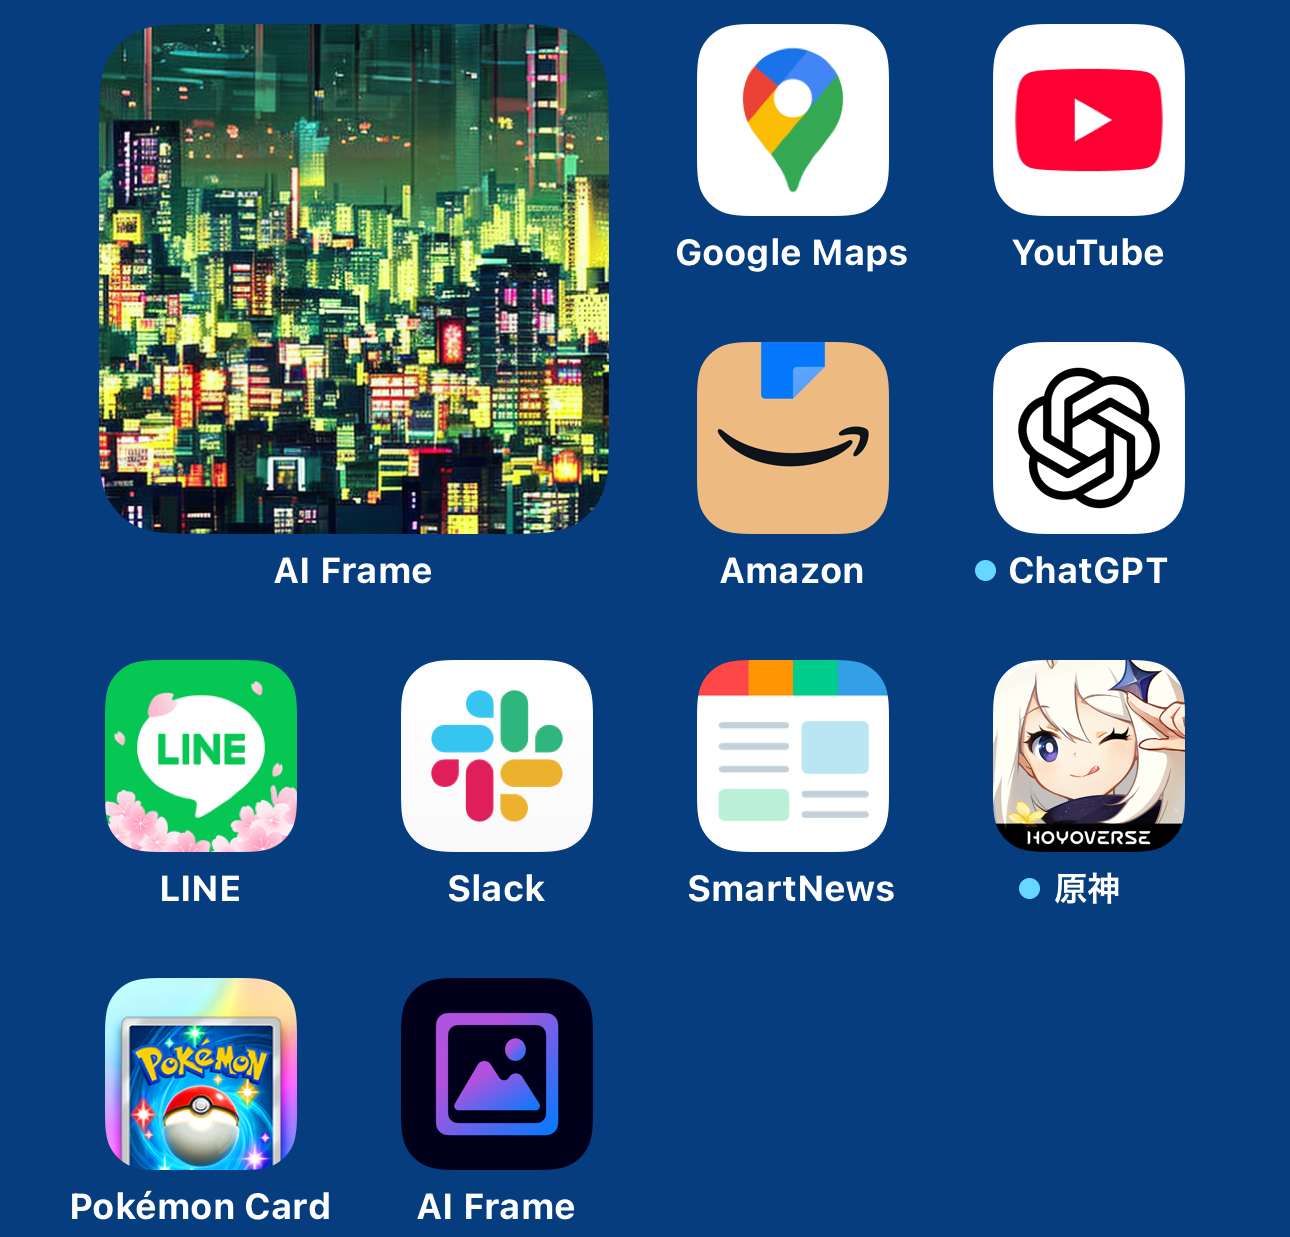 Google Maps
YouTube
AI Frame
Amazon
ChatGPT
LINE
HOYOVERSE
LINE
Slack
SmartNews
原神
POKéMON
Pokémon Card
AI Frame